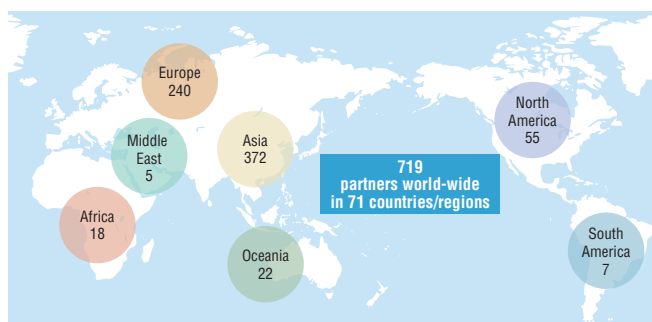 Europe
240
Middle
East
5
Asia
372
North
America
55
719
partners world-wide
in 71 countries/regions
Africa
18
Oceania
22
South
America
7